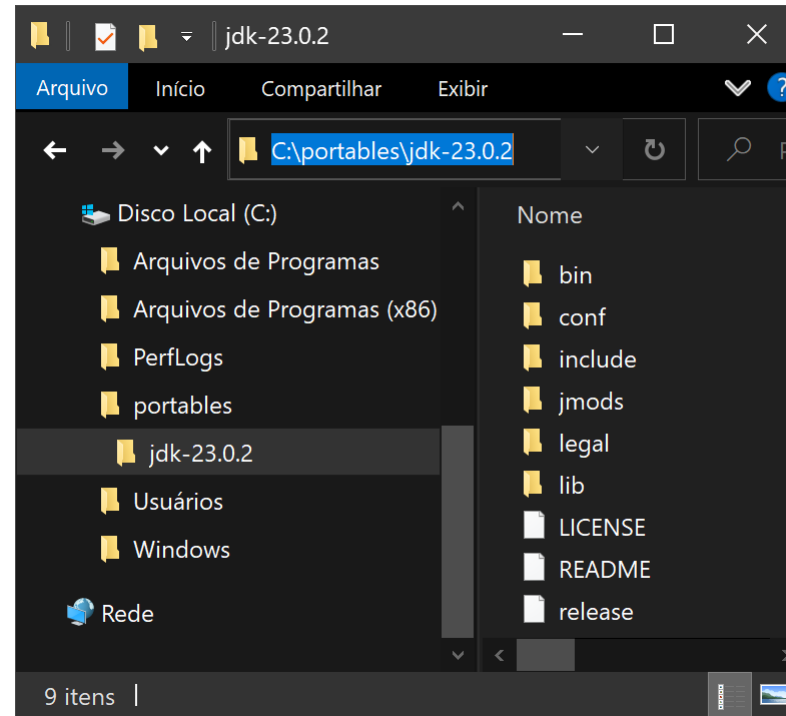 jdk-23.0.2
Arquivo Início Compartilhar Exibir ?
C:\portables\jdk-23.0.2
Disco Local (C:)
Arquivos de Programas
Arquivos de Programas (x86)
PerfLogs
portables
jdk-23.0.2
Usuários
Windows
Rede
Nome
bin
conf
include
jmods
legal
lib
LICENSE
README
release
9 itens